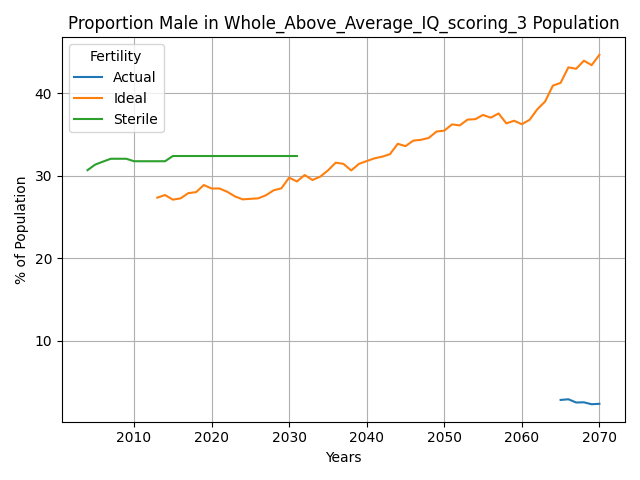 Proportion Male in Whole_Above_Average_IQ_scoring_3 Population
Fertility
Actual
Ideal
Sterile
% of Population
40
30
20
10
2010 2020 2030 2040 2050 2060 2070
Years